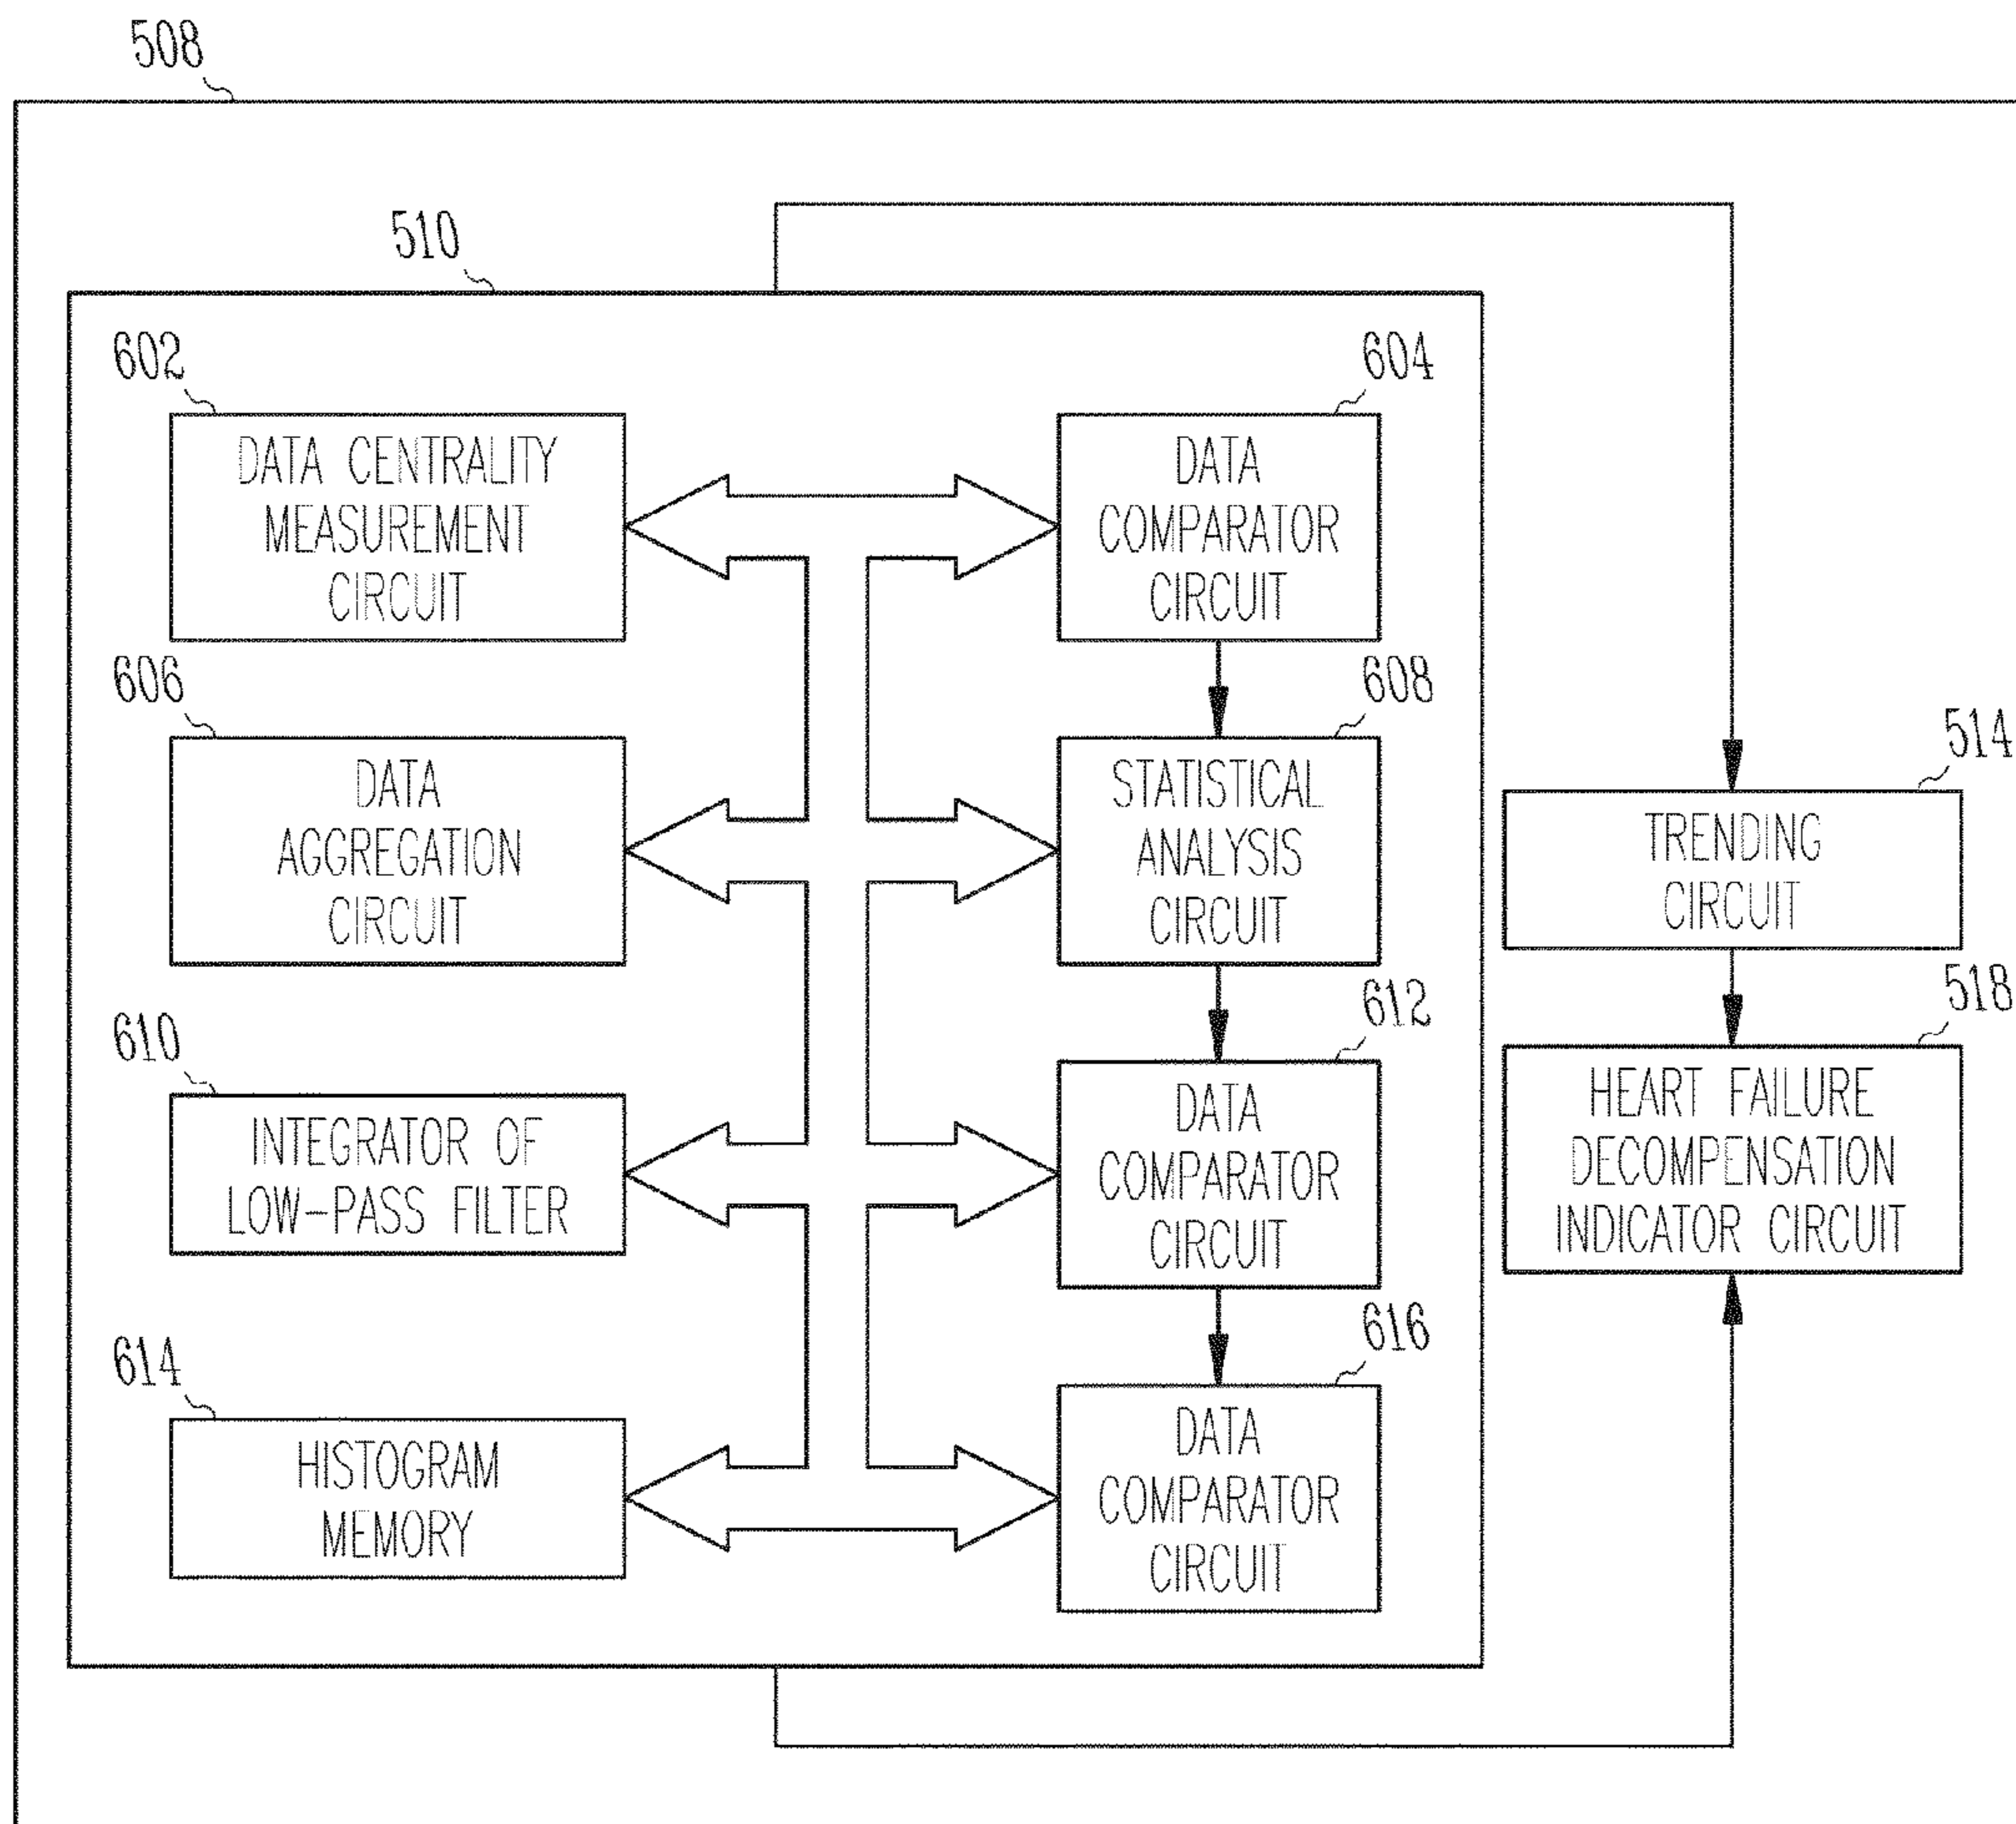 508
510
602
DATA CENTRALITY
MEASUREMENT
CIRCUIT
604
DATA
COMPARATOR
CIRCUIT
606
DATA
AGGREGATION
CIRCUIT
608
STATISTICAL
ANALYSIS
CIRCUIT
610
INTEGRATOR OF
LOW-PASS FILTER
612
DATA
COMPARATOR
CIRCUIT
614
HISTOGRAM
MEMORY
616
DATA
COMPARATOR
CIRCUIT
514
TRENDING
CIRCUIT
518
HEART FAILURE
DECOMPENSATION
INDICATOR CIRCUIT